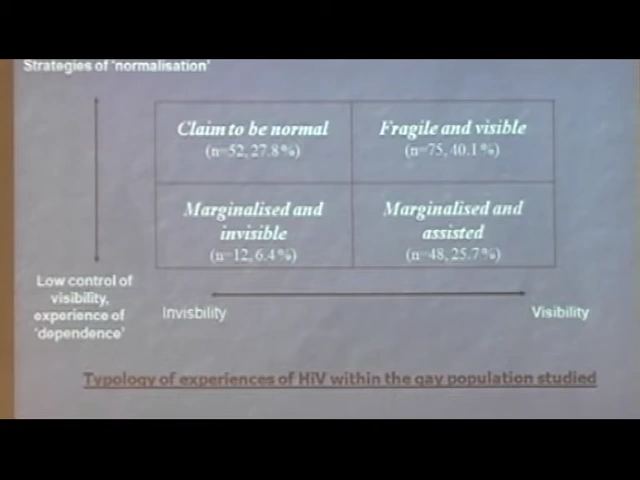 Strategies of 'normalisation'
Claim to be normal
(n=52, 27.8%)
Fragile and visible
(n=75, 40.1%)
Marginalised and
invisible
(n=12, 6.4%)
Marginalised and
assisted
(n=48, 25.7%)
Low control of
visibility,
experience of
'dependence'
Invisbility
Visibility
Typology of experiences of HiV within the gay population studied